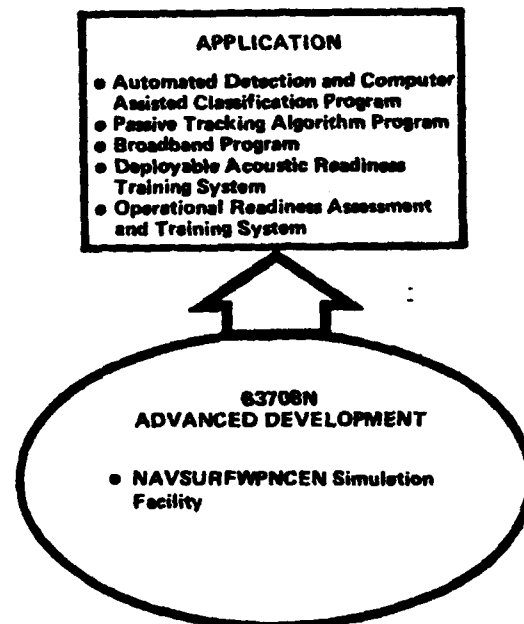 APPLICATION
● Automated Detection and Computer
Assisted Classification Program
● Passive Tracking Algorithm Program
● Broadband Program
● Deployable Acoustic Readiness
Training System
● Operational Readiness Assessment
and Training System
63708N
ADVANCED DEVELOPMENT
● NAVSURFWPNCEN Simulation
Facility